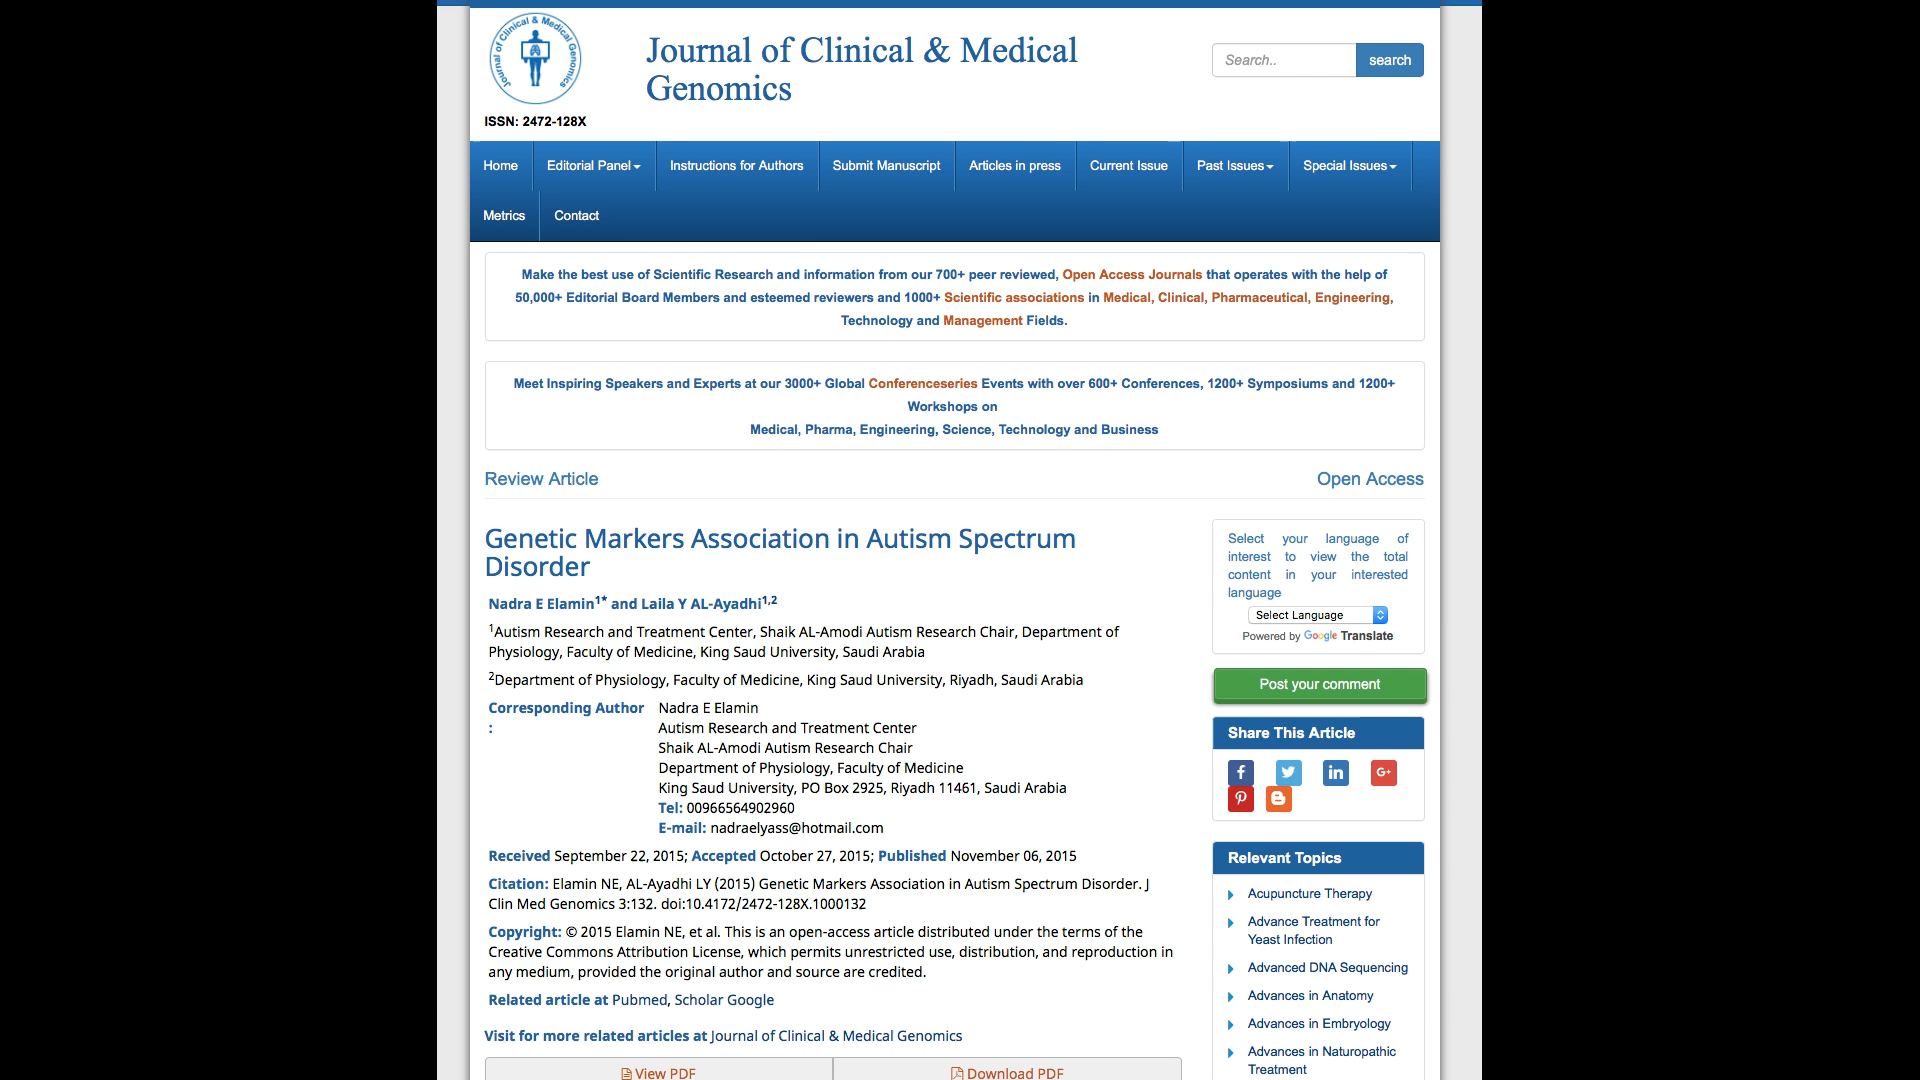 Journal of Clinical & Medical Genomics
ISSN: 2472-128X
Journal of Clinical & Medical
Genomics
Search..
search
Home
Editorial Panel
Instructions for Authors
Submit Manuscript
Articles in press
Current Issue
Past Issues
Special Issues
Metrics
Contact
Make the best use of Scientific Research and information from our 700+ peer reviewed, Open Access Journals that operates with the help of
50,000+ Editorial Board Members and esteemed reviewers and 1000+ Scientific associations in Medical, Clinical, Pharmaceutical, Engineering,
Technology and Management Fields.
Meet Inspiring Speakers and Experts at our 3000+ Global Conferenceseries Events with over 600+ Conferences, 1200+ Symposiums and 1200+
Workshops on
Medical, Pharma, Engineering, Science, Technology and Business
Review Article
Open Access
Genetic Markers Association in Autism Spectrum
Disorder
Nadra E Elamin1* and Laila Y AL-Ayadhi1,2
1Autism Research and Treatment Center, Shaik AL-Amodi Autism Research Chair, Department of
Physiology, Faculty of Medicine, King Saud University, Saudi Arabia
2Department of Physiology, Faculty of Medicine, King Saud University, Riyadh, Saudi Arabia
Corresponding Author
:
Nadra E Elamin
Autism Research and Treatment Center
Shaik AL-Amodi Autism Research Chair
Department of Physiology, Faculty of Medicine
King Saud University, PO Box 2925, Riyadh 11461, Saudi Arabia
Tel: 00966564902960
E-mail: nadraelyass@hotmail.com
Received September 22, 2015; Accepted October 27, 2015; Published November 06, 2015
Citation: Elamin NE, AL-Ayadhi LY (2015) Genetic Markers Association in Autism Spectrum Disorder. J
Clin Med Genomics 3:132. doi:10.4172/2472-128X.1000132
Copyright: © 2015 Elamin NE, et al. This is an open-access article distributed under the terms of the
Creative Commons Attribution License, which permits unrestricted use, distribution, and reproduction in
any medium, provided the original author and source are credited.
Related article at Pubmed, Scholar Google
Visit for more related articles at Journal of Clinical & Medical Genomics
View PDF
Download PDF
Select your language of
interest to view the total
content in your interested
language
Select Language
Powered by Google Translate
Post your comment
Share This Article
Relevant Topics
Acupuncture Therapy
Advance Treatment for
Yeast Infection
Advanced DNA Sequencing
Advances in Anatomy
Advances in Embryology
Advances in Naturopathic
Treatment